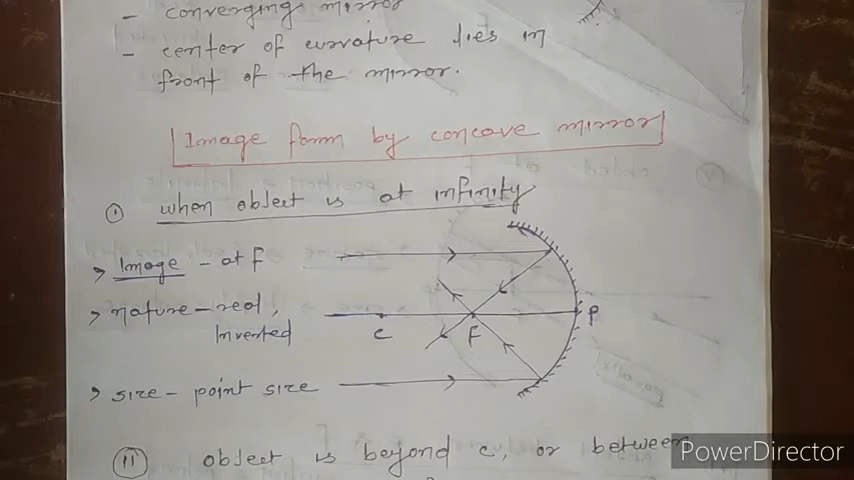 - converging mirror
- center of curvature lies in
front of the mirror.
Image form by concave mirror
(i) when object is at infinity
> Image - at f
> nature - real,
Inverted
> size - point size
C
F
P
(ii) object is beyond c, or between
PowerDirector